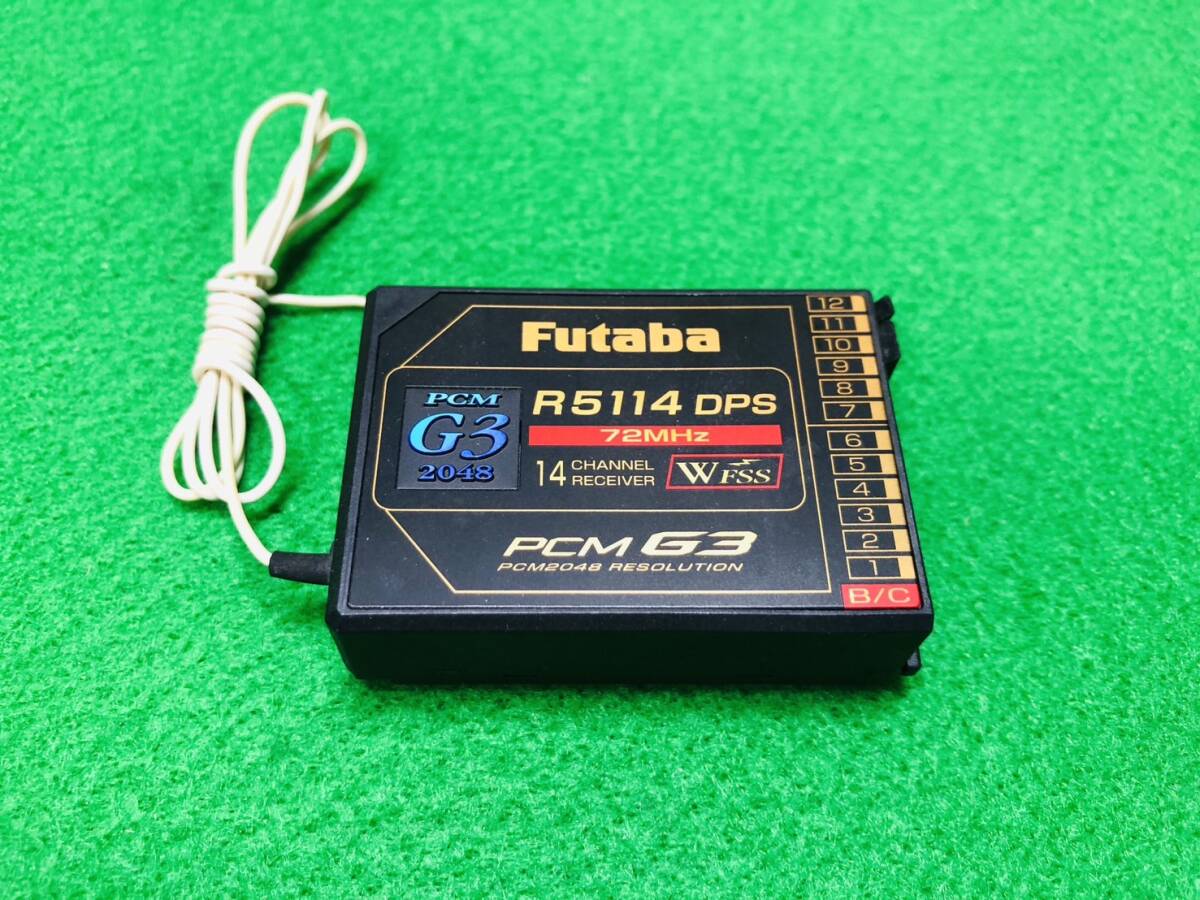 Futaba
PCM
G3
2048
R5114 DPS
72MHz
14 CHANNEL RECEIVER
WFSS
PCM G3
PCM2048 RESOLUTION
12
11
10
9
8
7
6
5
4
3
2
1
B/C